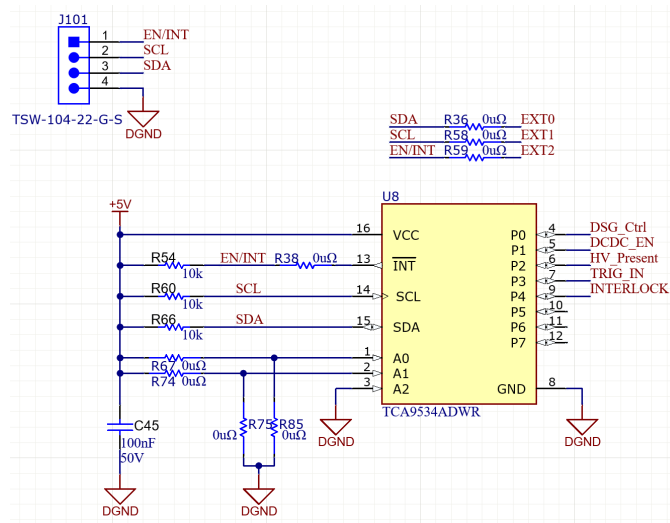 J101
1 EN/INT
2 SCL
3 SDA
4
TSW-104-22-G-S
DGND
SDA R36 0uΩ EXT0
SCL R58 0uΩ EXT1
EN/INT R59 0uΩ EXT2
+5V
U8
16 VCC
P0 4 DSG_Ctrl
P1 5 DCDC_EN
R54 10k EN/INT R38 0uΩ 13 INT
P2 6 HV_Present
P3 7 TRIG_IN
R60 10k SCL 14 SCL
P4 9 INTERLOCK
P5 10
R66 10k SDA 15 SDA
P6 11
P7 12
R67 0uΩ 1 A0
R74 0uΩ 2 A1
3 A2
GND 8
TCA9534ADWR
C45
100nF
50V
R75 0uΩ
R85 0uΩ
DGND
DGND
DGND
DGND